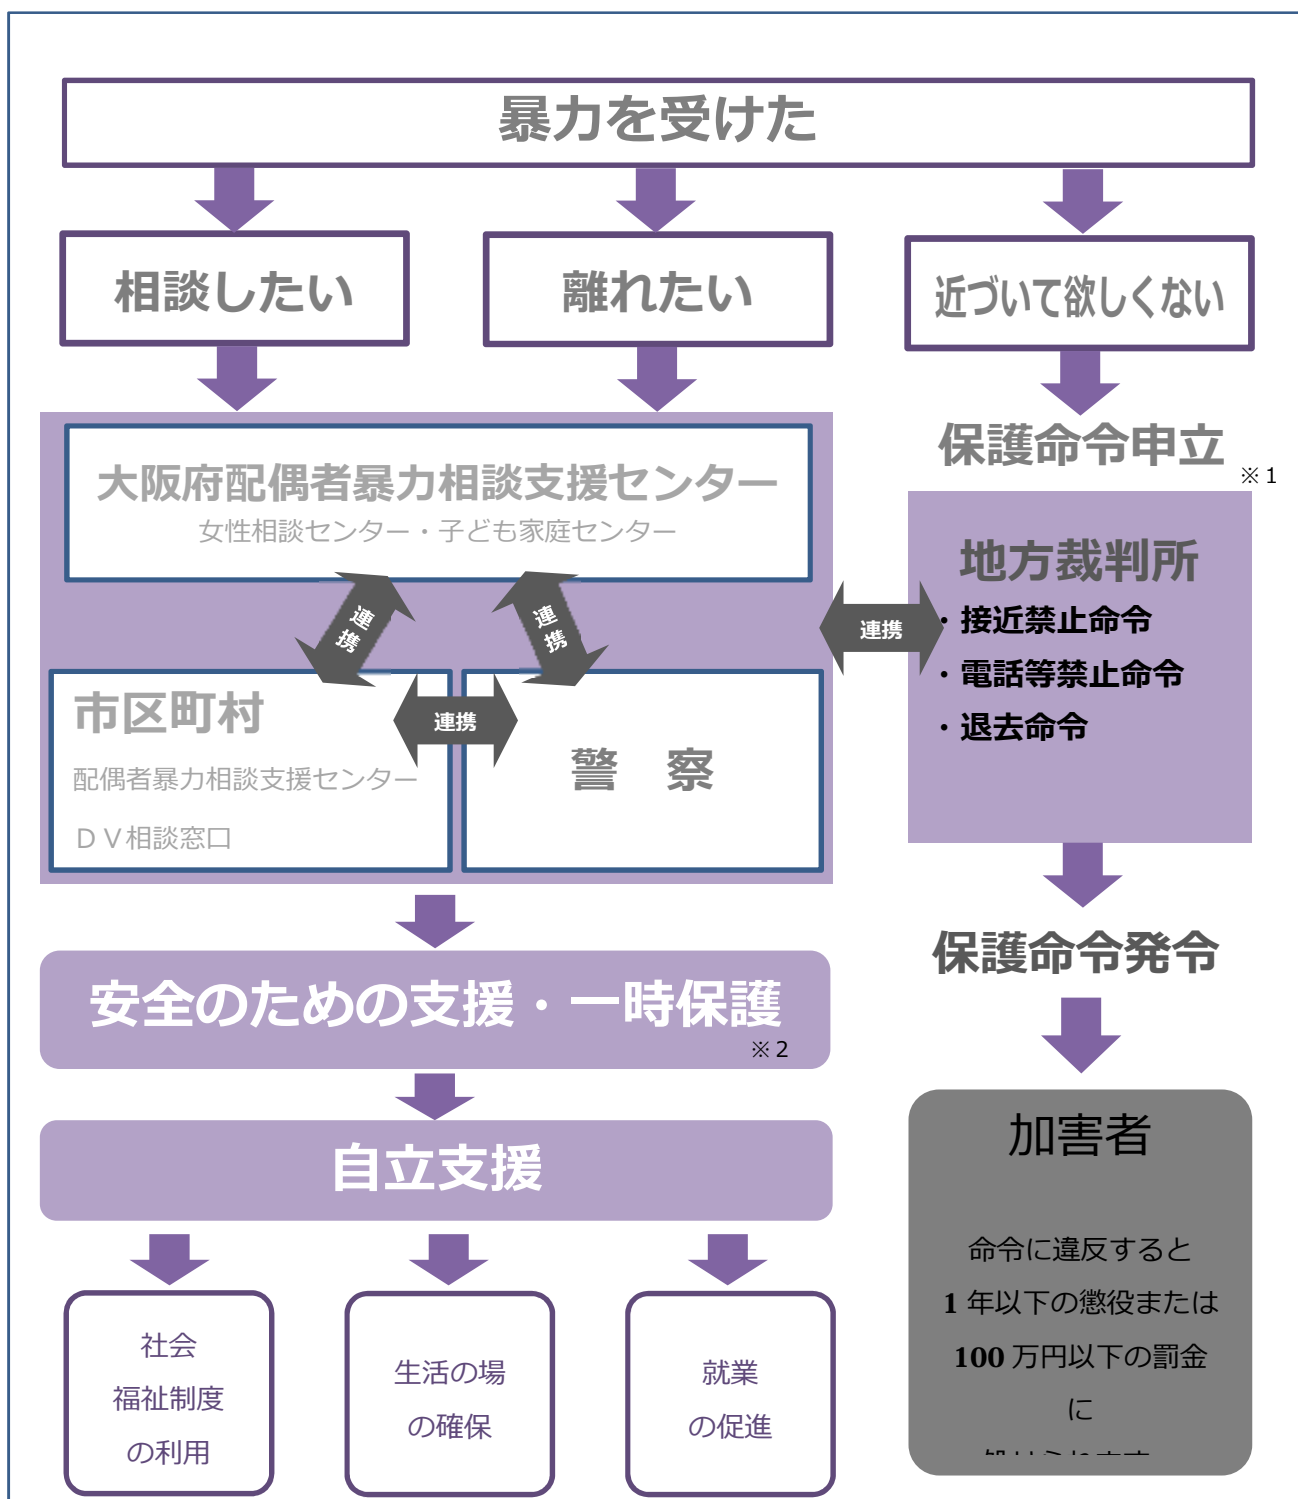 暴力を受けた
相談したい
離れたい
近づいて欲しくない
大阪府配偶者暴力相談支援センター
女性相談センター・子ども家庭センター
連携
連携
市区町村
配偶者暴力相談支援センター
ＤＶ相談窓口
連携
警　察
連携
保護命令申立
※１
地方裁判所
・接近禁止命令
・電話等禁止命令
・退去命令
保護命令発令
安全のための支援・一時保護
※２
自立支援
社会
福祉制度
の利用
生活の場
の確保
就業
の促進
加害者
命令に違反すると
1 年以下の懲役または
100 万円以下の罰金
に